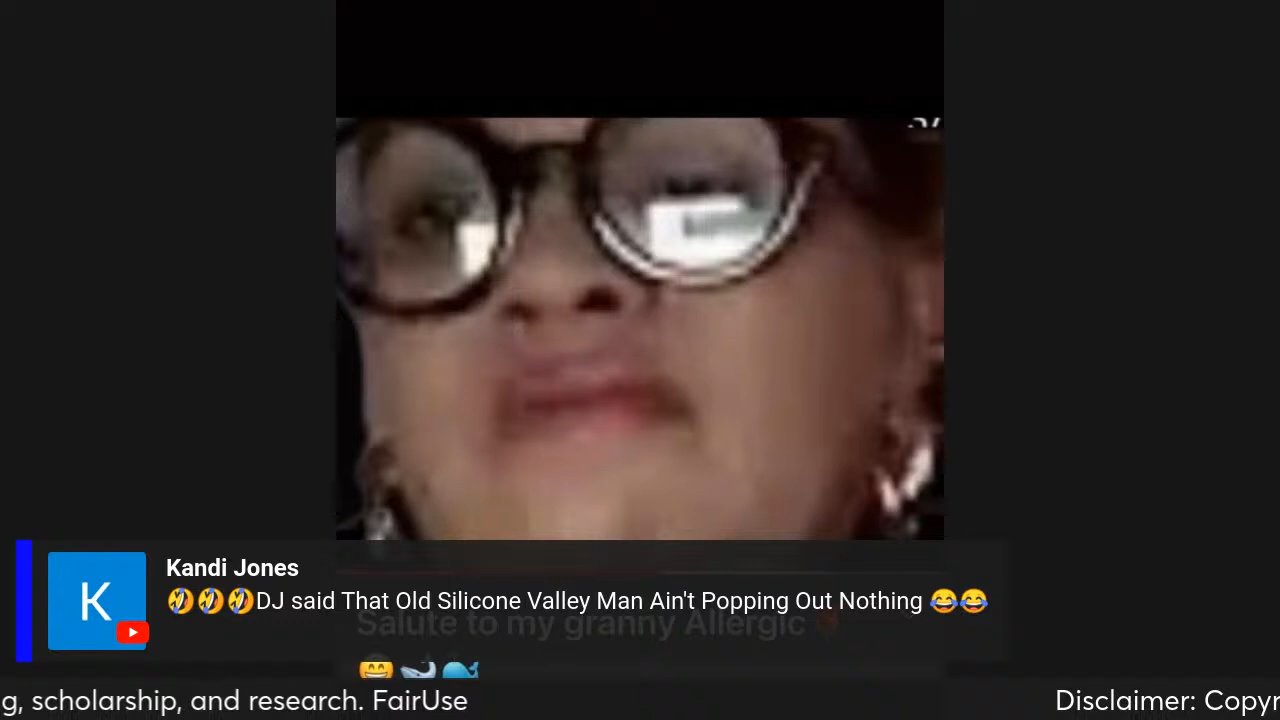 Kandi Jones
🤣🤣🤣DJ said That Old Silicone Valley Man Ain't Popping Out Nothing 😂😂
Salute to my granny Allergic
😁🐋🐳
g, scholarship, and research. FairUse
Disclaimer: Copyr
K